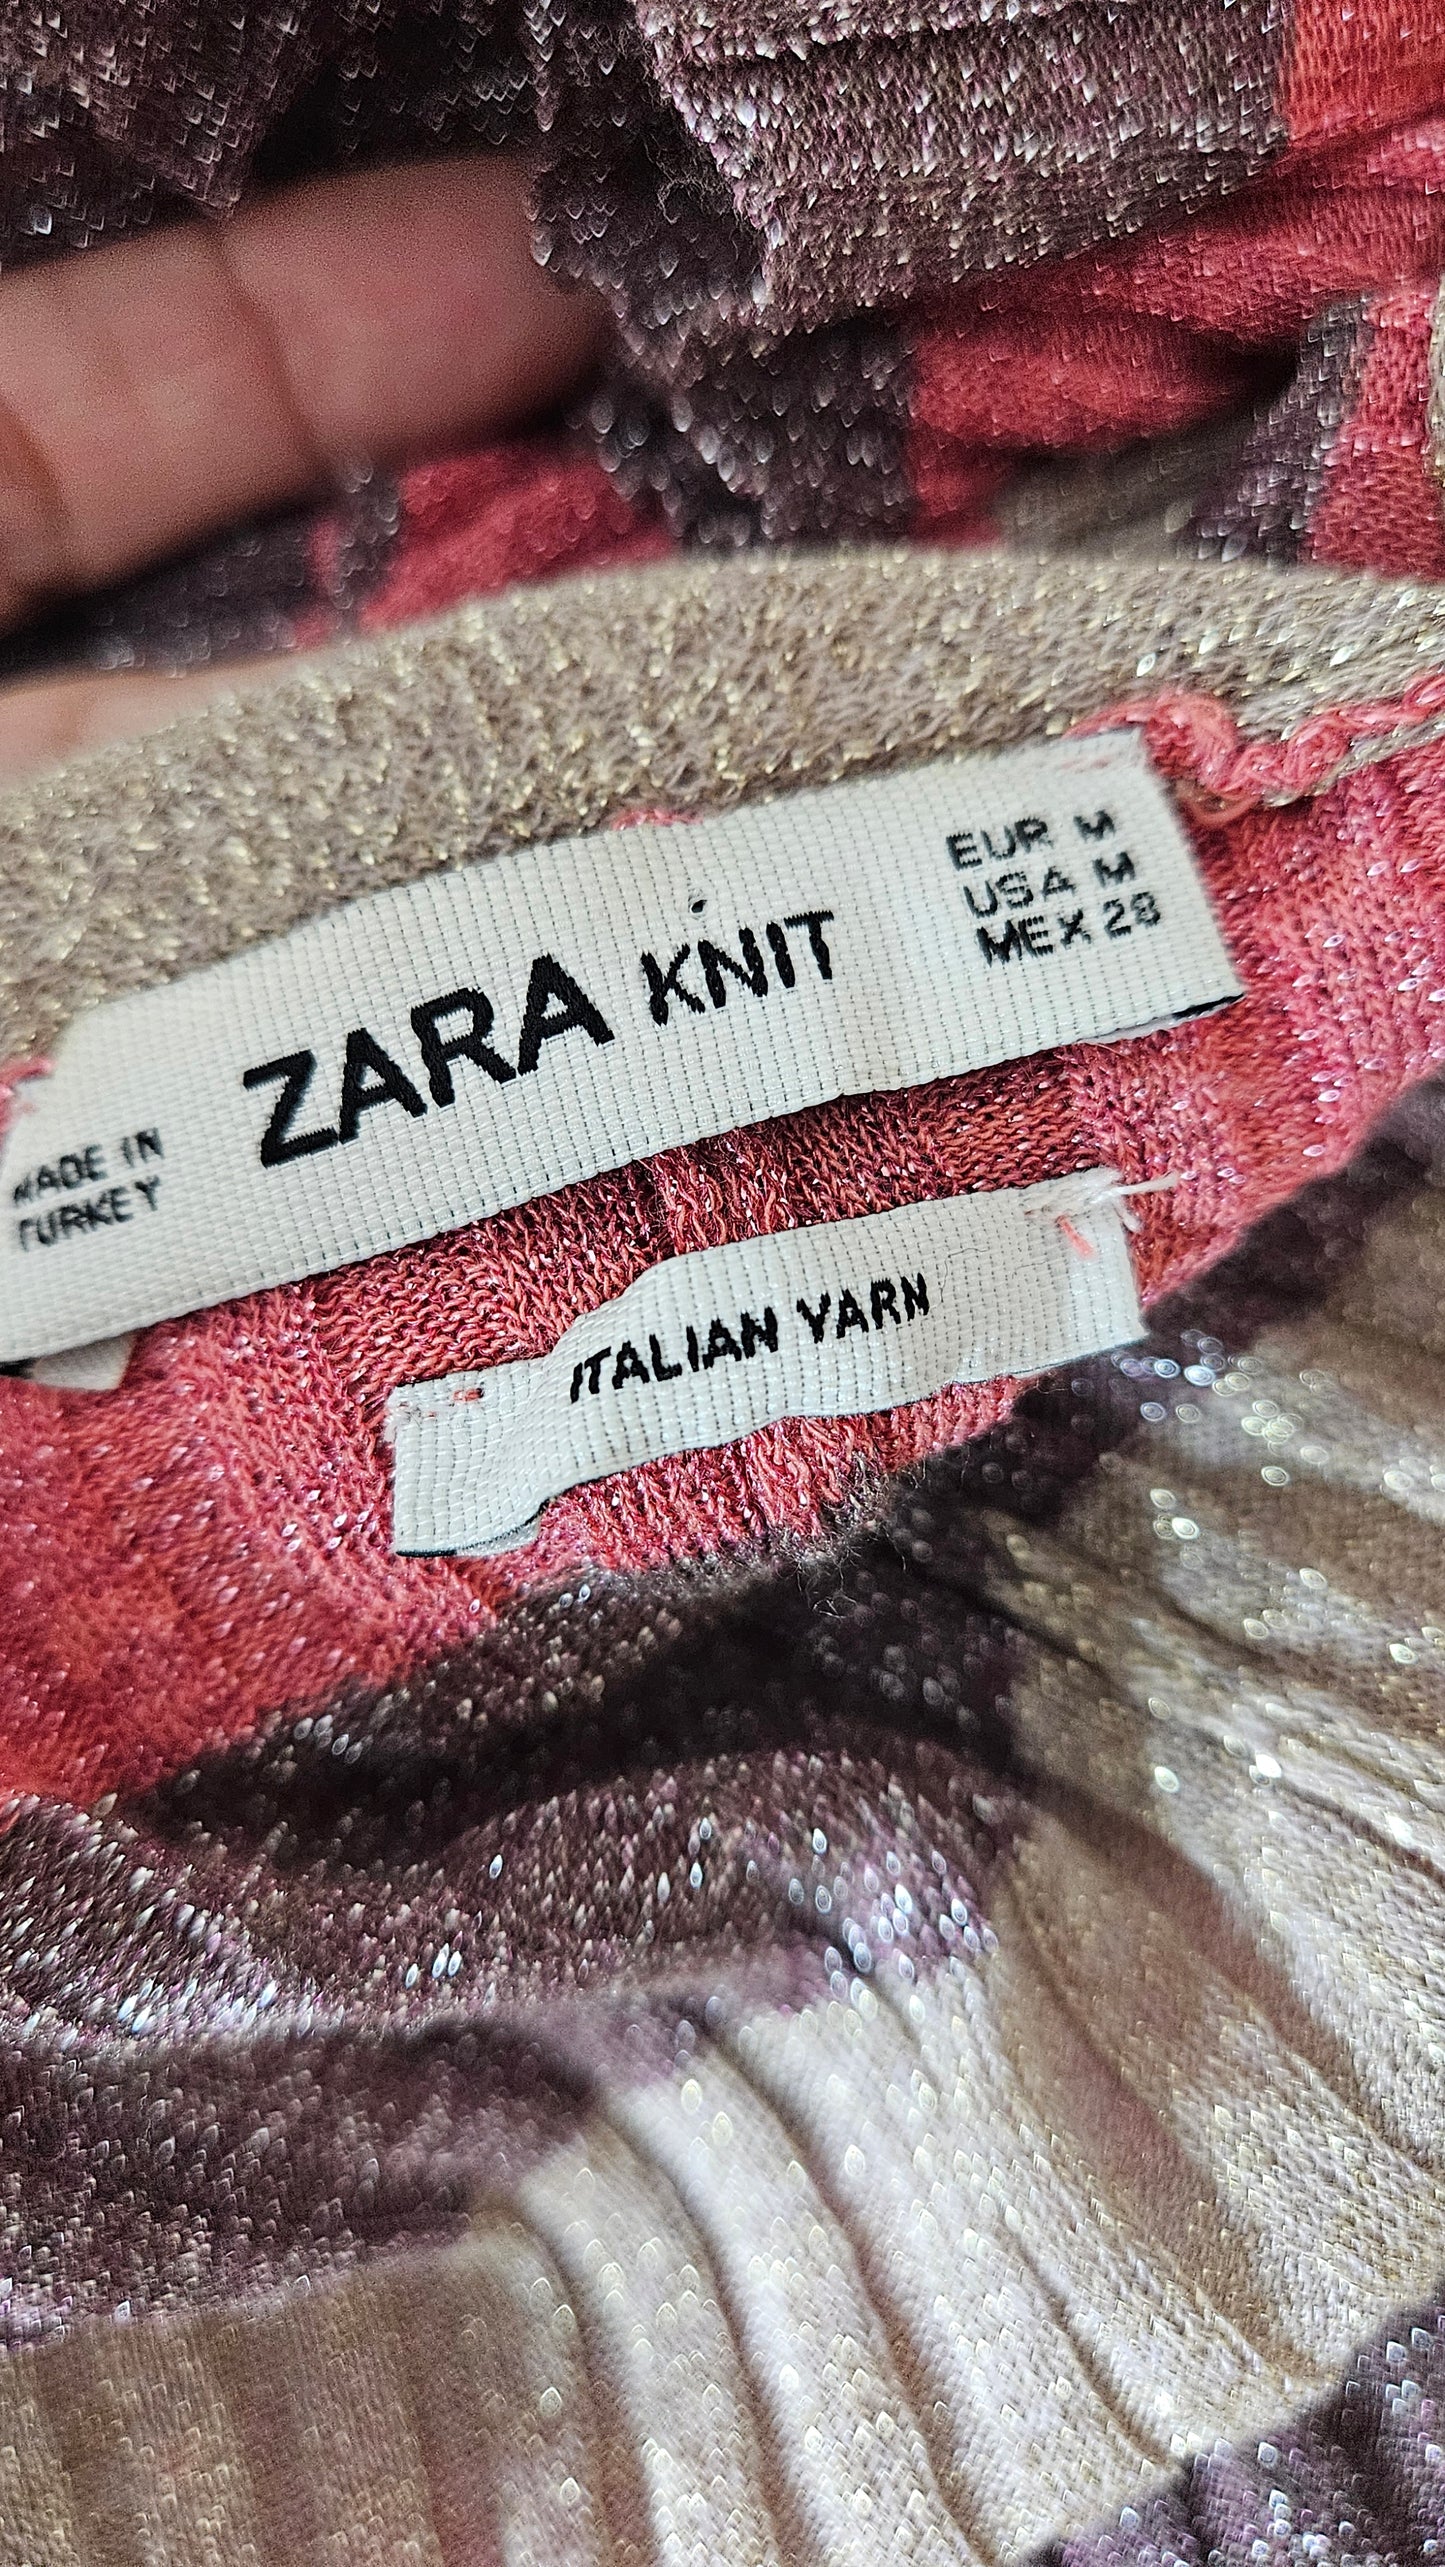 ZARA KNIT
EUR M
USA M
MEX 28
MADE IN
TURKEY
ITALIAN YARN